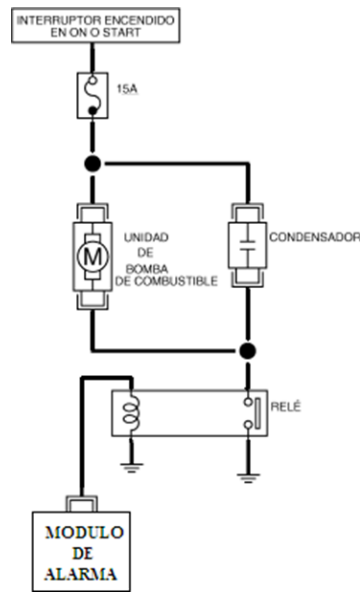 INTERRUPTOR ENCENDIDO
EN ON O START
15A
UNIDAD
DE
BOMBA
DE COMBUSTIBLE
M
CONDENSADOR
RELÉ
MODULO
DE
ALARMA